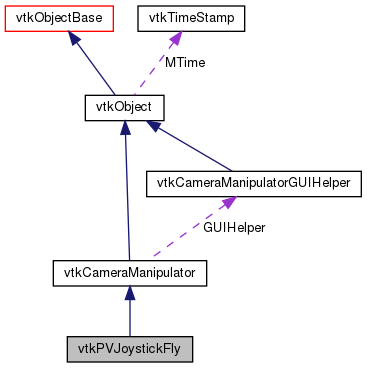 vtkObjectBase
vtkTimeStamp
MTime
vtkObject
vtkCameraManipulatorGUIHelper
GUIHelper
vtkCameraManipulator
vtkPVJoystickFly